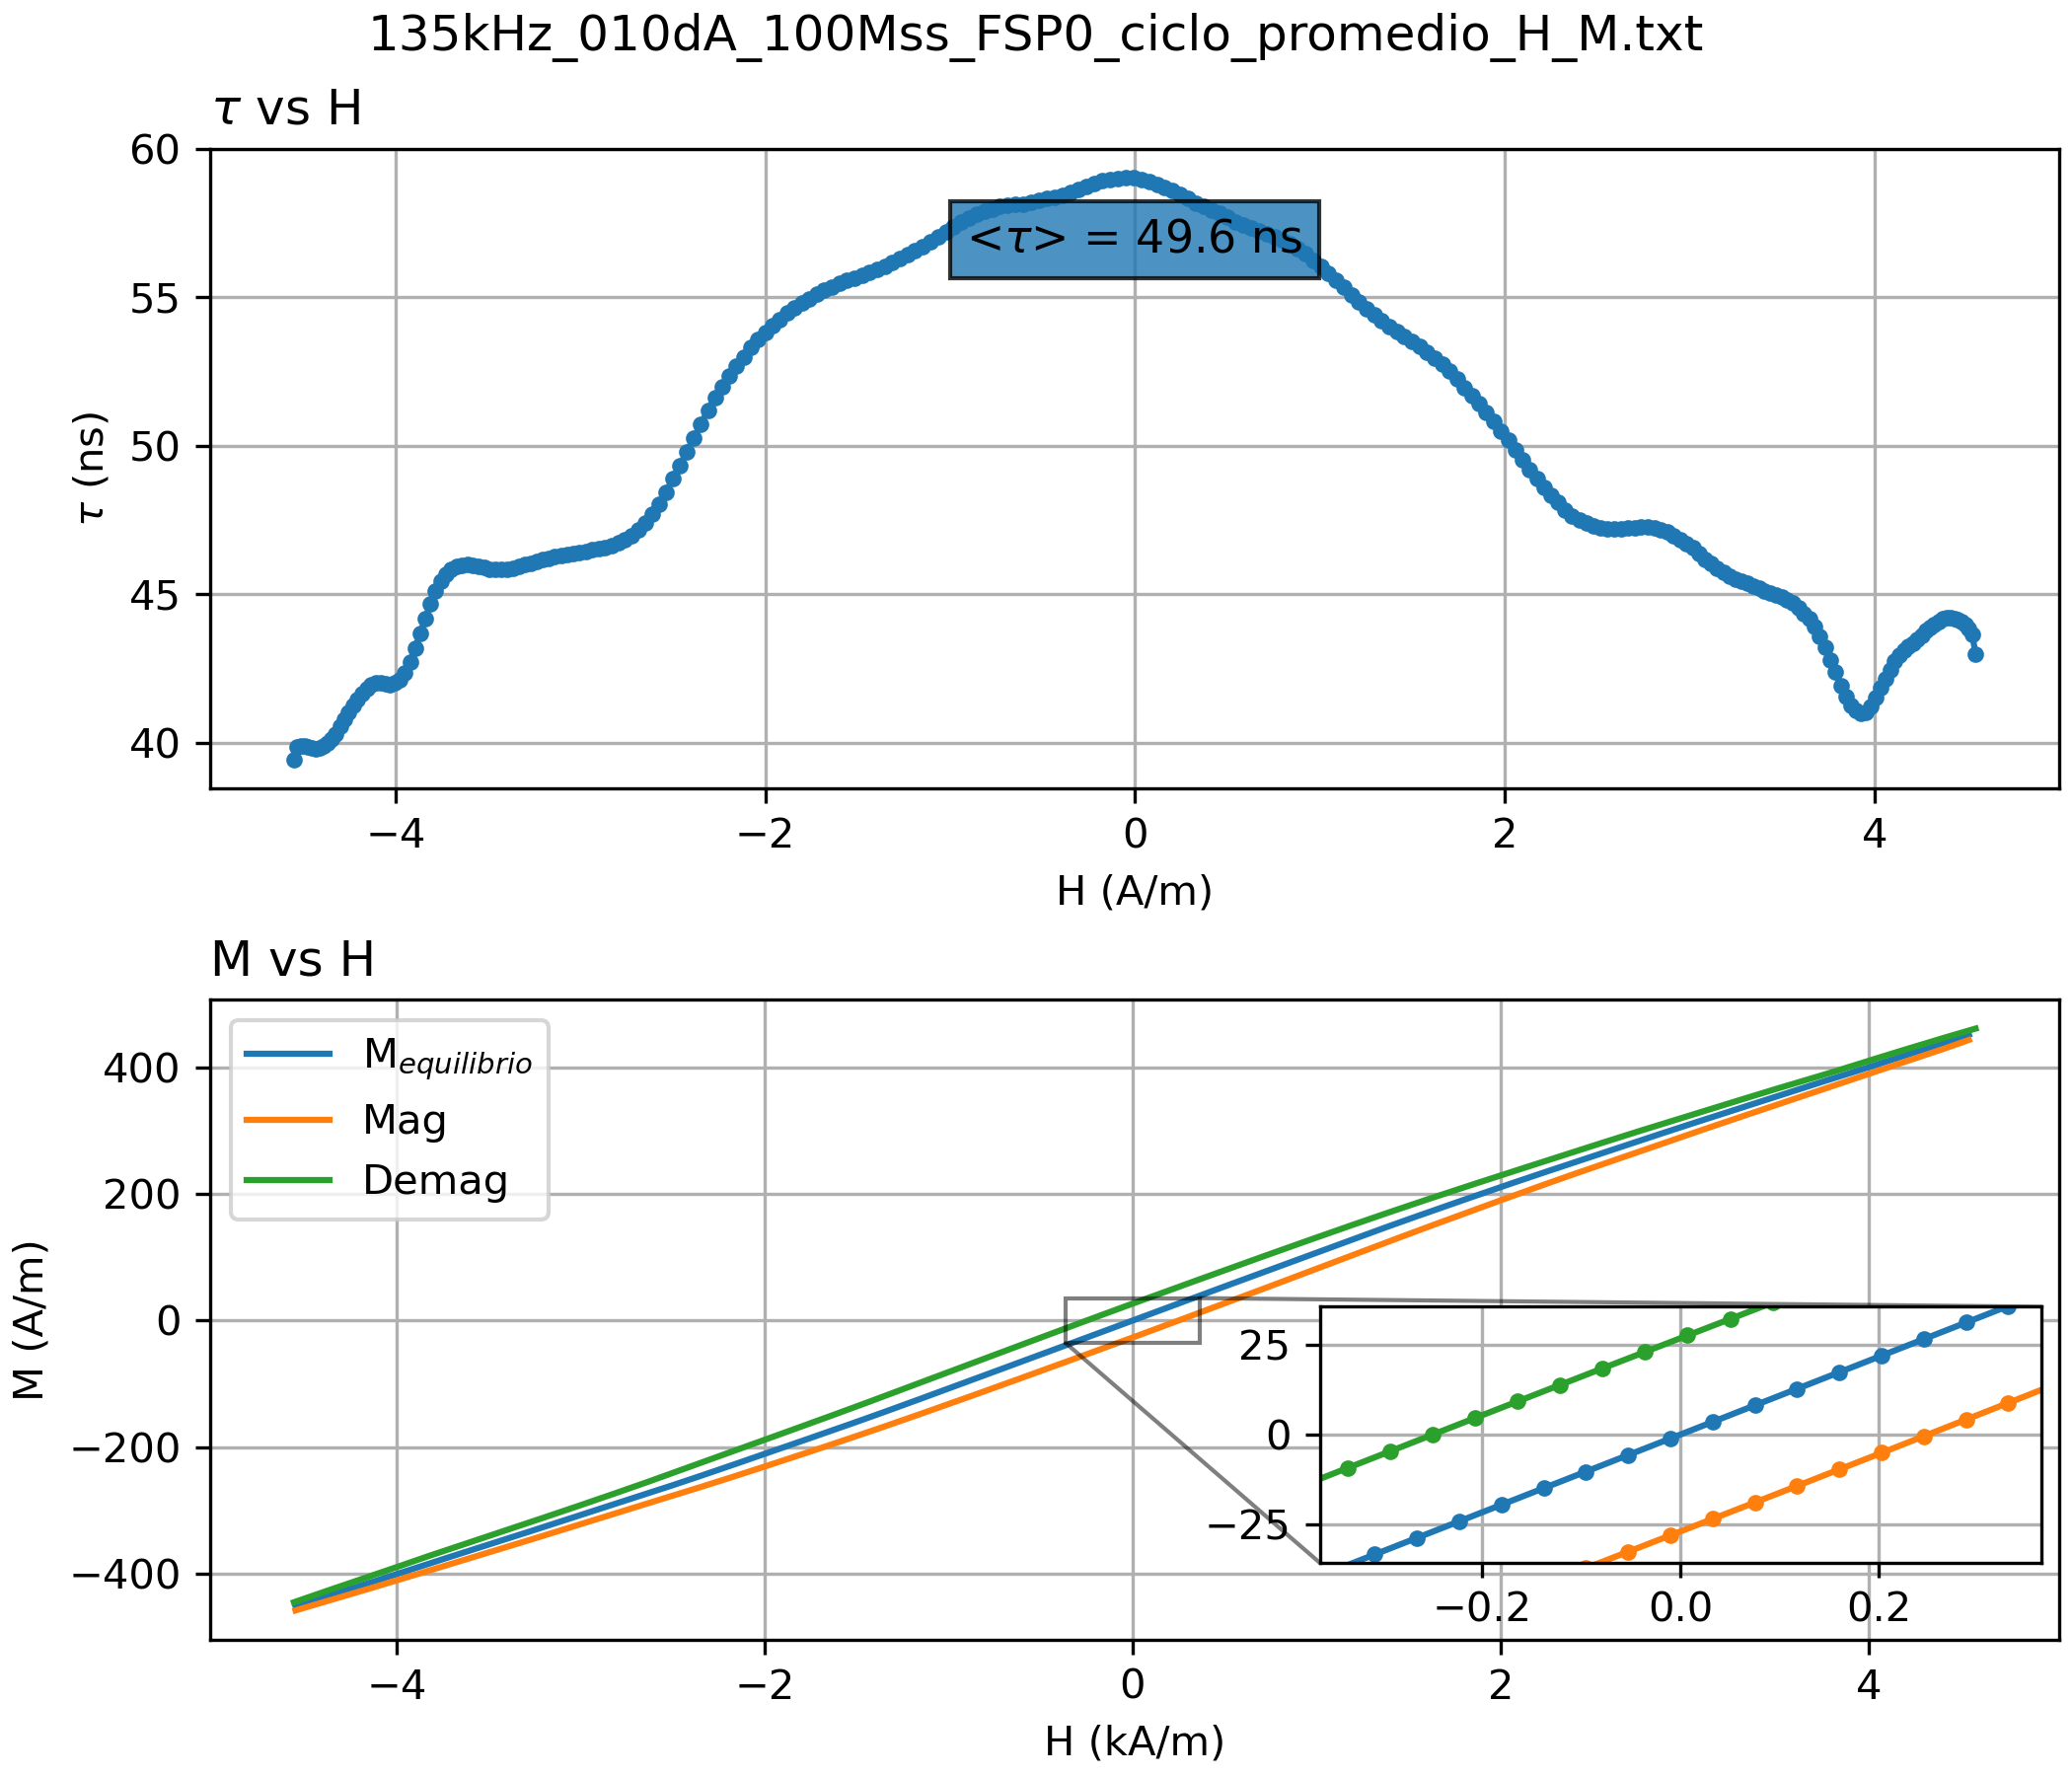 135kHz_010dA_100Mss_FSP0_ciclo_promedio_H_M.txt
τ vs H
60
55
50
45
40
τ (ns)
<τ> = 49.6 ns
−4 −2 0 2 4
H (A/m)
M vs H
400
200
0
−200
−400
M (A/m)
Mequilibrio
Mag
Demag
25
0
−25
−0.2 0.0 0.2
−4 −2 0 2 4
H (kA/m)